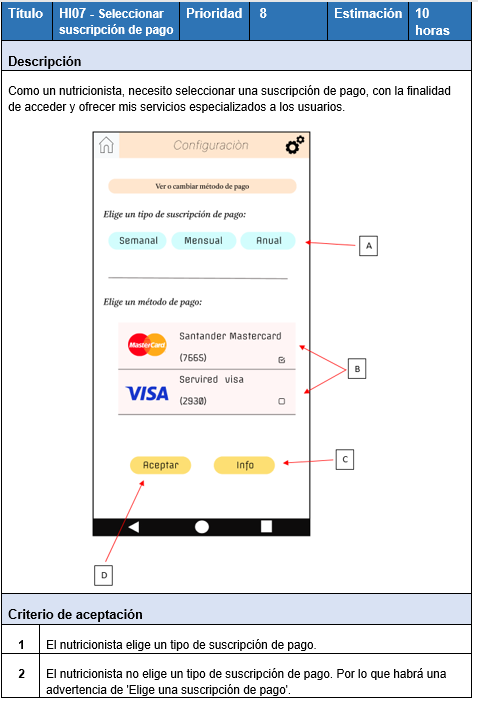 Título HI07 - Seleccionar suscripción de pago Prioridad 8 Estimación 10 horas
Descripción
Como un nutricionista, necesito seleccionar una suscripción de pago, con la finalidad
de acceder y ofrecer mis servicios especializados a los usuarios.
Configuraciòn
Ver o cambiar método de pago
Elige un tipo de suscripción de pago:
Semanal Mensual Anual
A
Elige un método de pago:
MasterCard
Santander Mastercard
(7665)
B
VISA
Servired visa
(2930)
Aceptar Info
C
D
Criterio de aceptación
1 El nutricionista elige un tipo de suscripción de pago.
2 El nutricionista no elige un tipo de suscripción de pago. Por lo que habrá una
advertencia de 'Elige una suscripción de pago'.